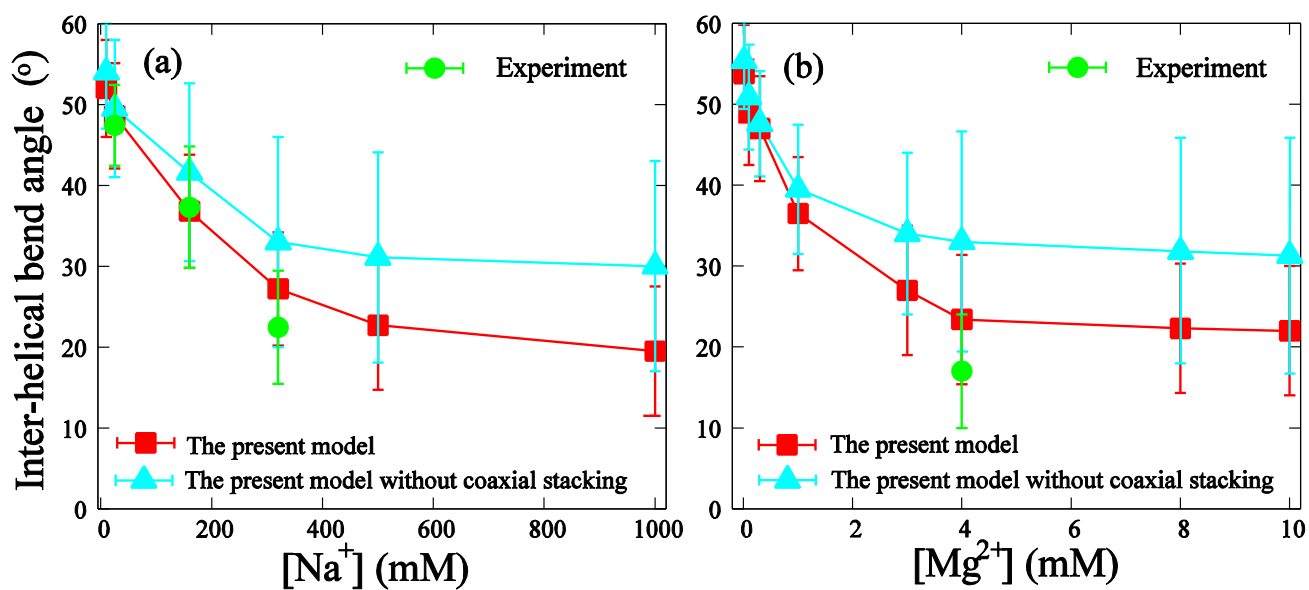 Inter-helical bend angle (°)
60
50
40
30
20
10
0
(a)
Experiment
The present model
The present model without coaxial stacking
0 200 400 600 800 1000
[Na⁺] (mM)
60
50
40
30
20
10
0
(b)
Experiment
The present model
The present model without coaxial stacking
0 2 4 6 8 10
[Mg²⁺] (mM)